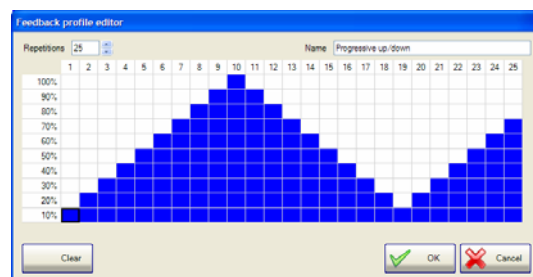 Feedback profile editor
Repetitions 25 Name Progressive up/down
1 2 3 4 5 6 7 8 9 10 11 12 13 14 15 16 17 18 19 20 21 22 23 24 25
100%
90%
80%
70%
60%
50%
40%
30%
20%
10%
Clear OK Cancel